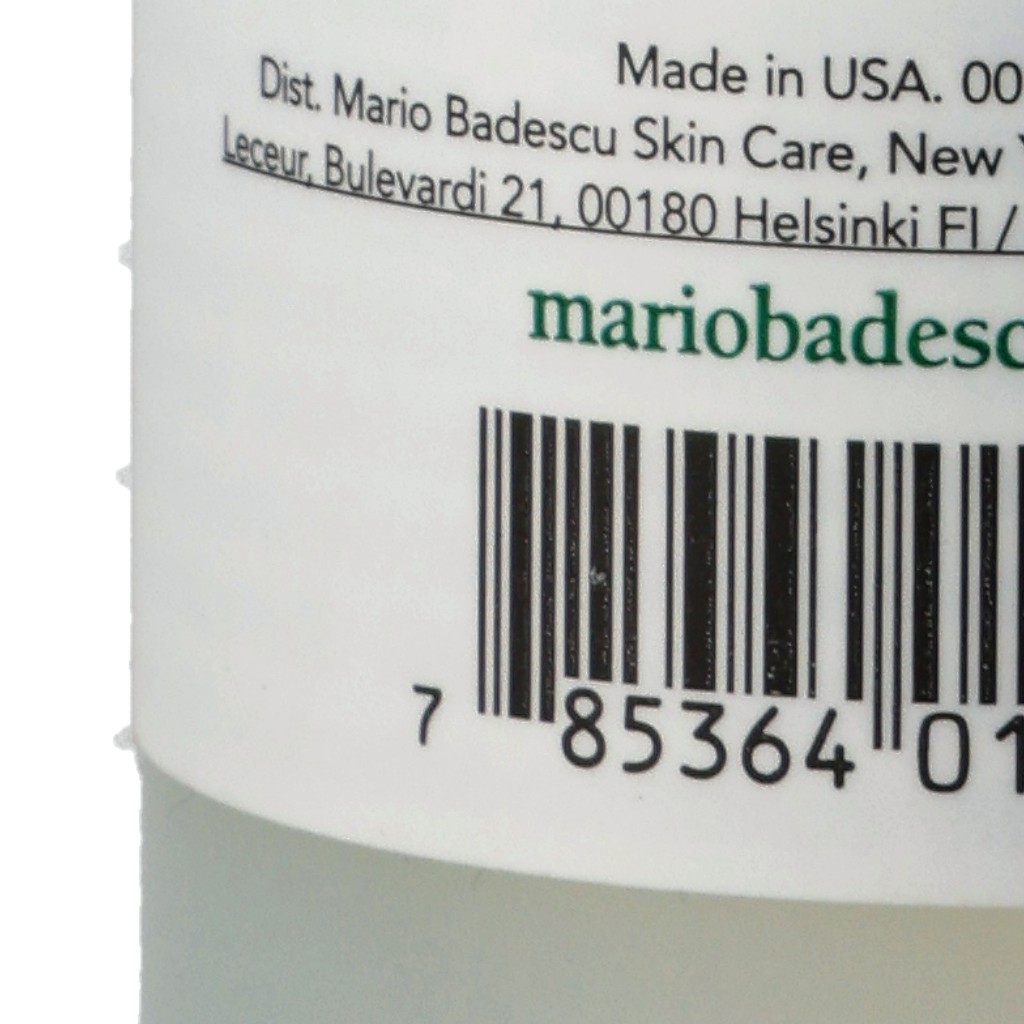 Made in USA. 00
Dist. Mario Badescu Skin Care, New
Leceur, Bulevardi 21, 00180 Helsinki FI /
mariobadesc
7 85364 01